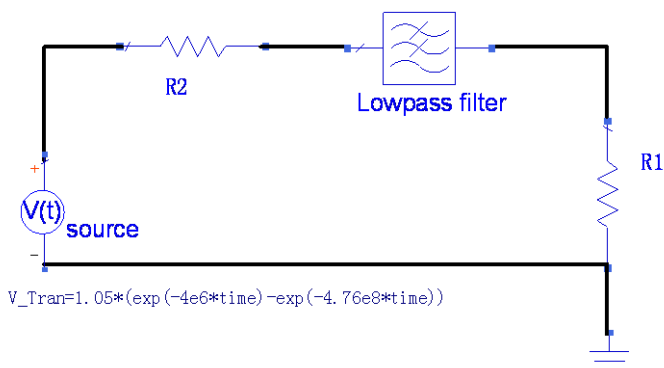 R2
Lowpass filter
R1
+
V(t)
source
-
V_Tran=1.05*(exp(-4e6*time)-exp(-4.76e8*time))